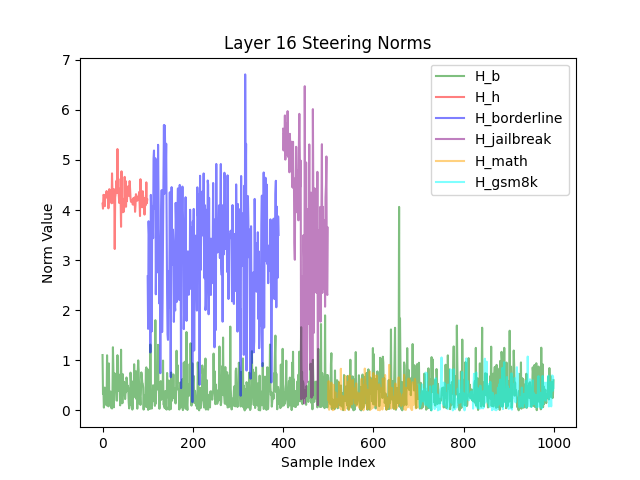 Layer 16 Steering Norms
7
6
5
4
3
2
1
0
Norm Value
0
200
400
600
800
1000
Sample Index
H_b
H_h
H_borderline
H_jailbreak
H_math
H_gsm8k